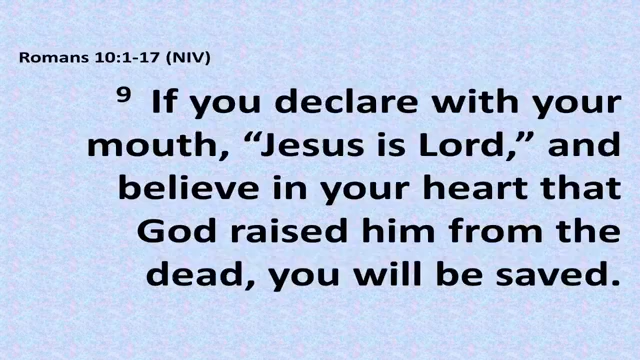 Romans 10:1-17 (NIV)
9 If you declare with your
mouth, “Jesus is Lord,” and
believe in your heart that
God raised him from the
dead, you will be saved.